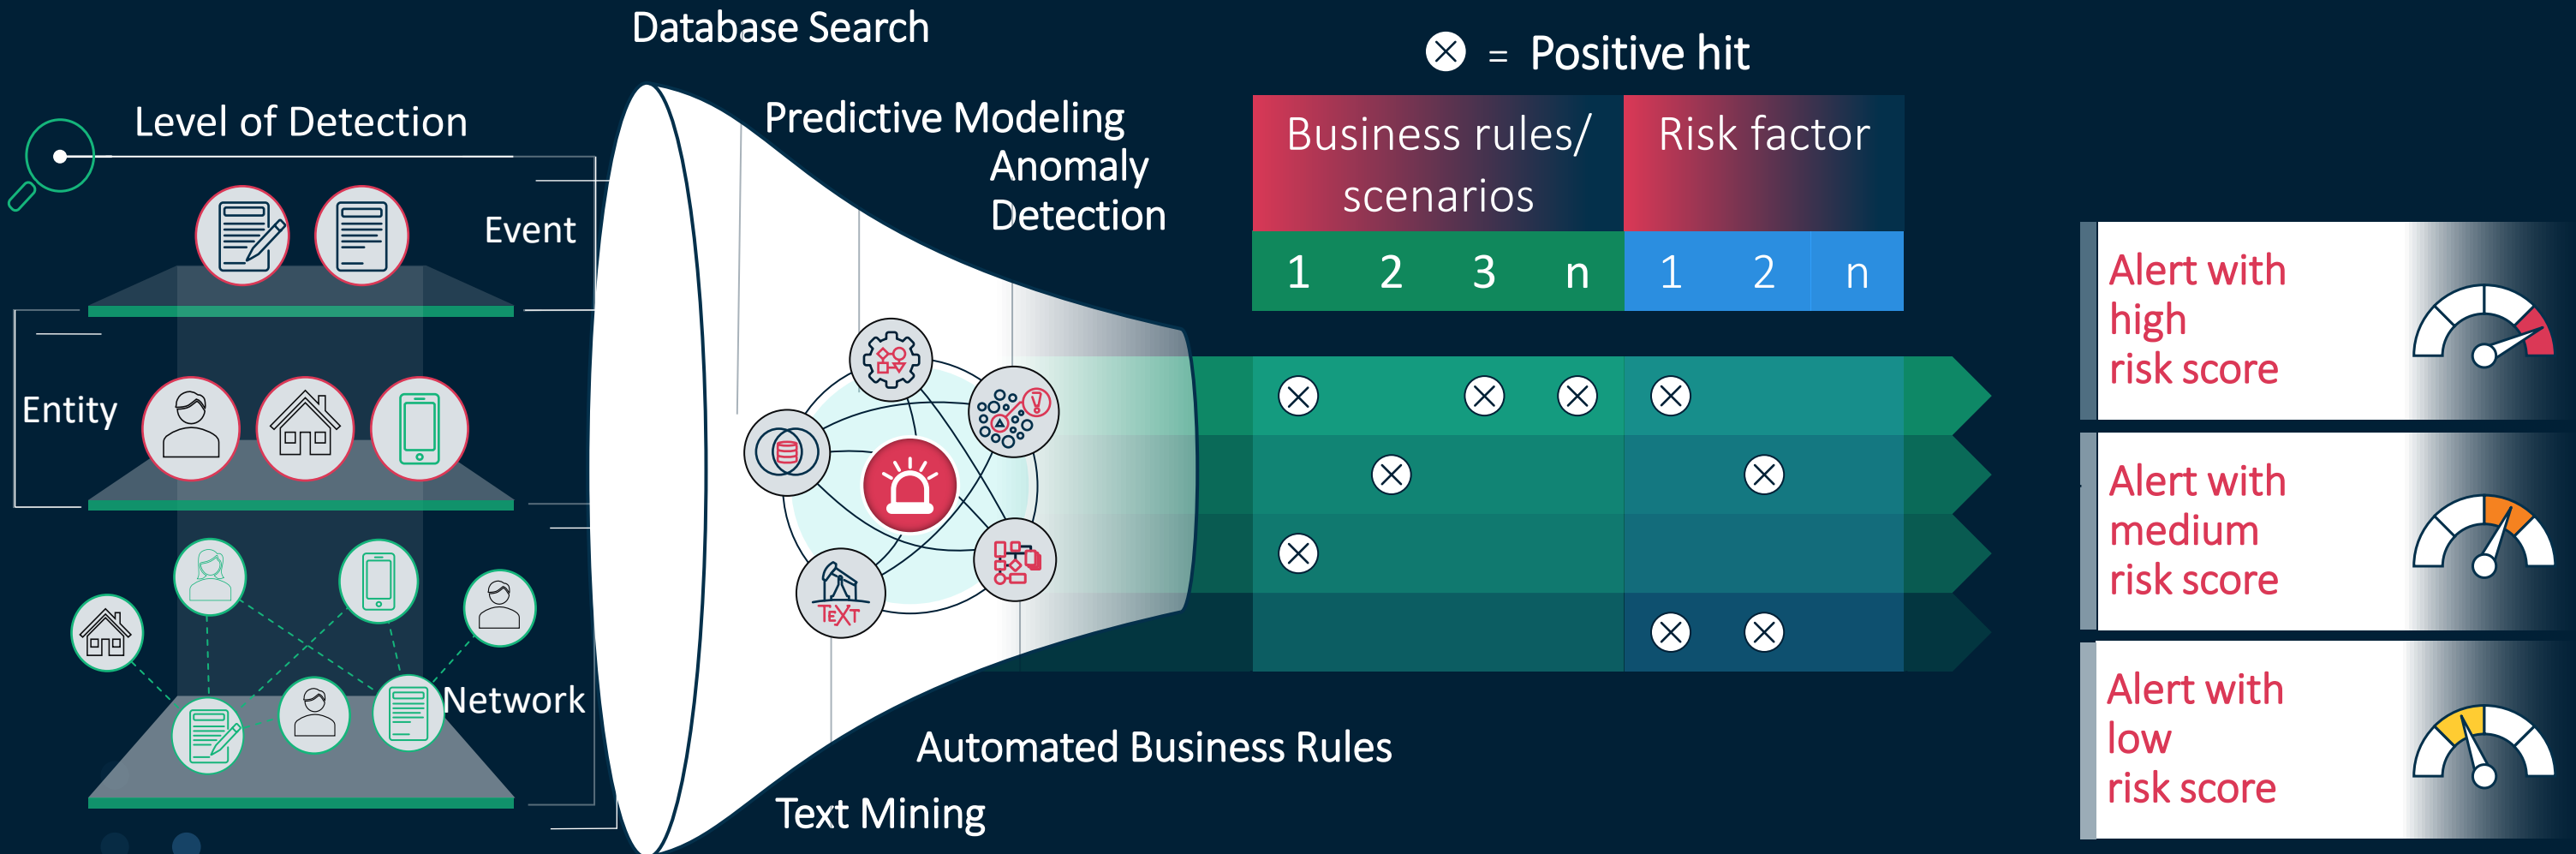 Database Search
= Positive hit
Level of Detection
Predictive Modeling
Anomaly
Detection
Business rules/
scenarios
Risk factor
Event
1 2 3 n 1 2 n
Entity
Network
TEXT
Automated Business Rules
Text Mining
Alert with
high
risk score
Alert with
medium
risk score
Alert with
low
risk score